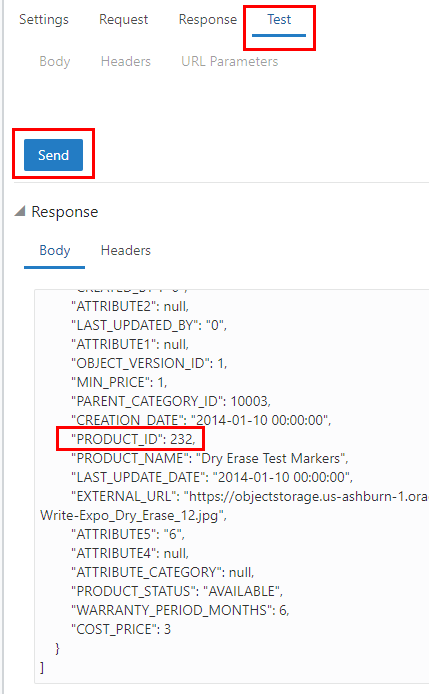 Settings Request Response Test
Body Headers URL Parameters
Send
Response
Body Headers
"CREATED_BY": "0",
"ATTRIBUTE2": null,
"LAST_UPDATED_BY": "0",
"ATTRIBUTE1": null,
"OBJECT_VERSION_ID": 1,
"MIN_PRICE": 1,
"PARENT_CATEGORY_ID": 10003,
"CREATION_DATE": "2014-01-10 00:00:00",
"PRODUCT_ID": 232,
"PRODUCT_NAME": "Dry Erase Test Markers",
"LAST_UPDATE_DATE": "2014-01-10 00:00:00",
"EXTERNAL_URL": "https://objectstorage.us-ashburn-1.orac
Write-Expo_Dry_Erase_12.jpg",
"ATTRIBUTE5": "6",
"ATTRIBUTE4": null,
"ATTRIBUTE_CATEGORY": null,
"PRODUCT_STATUS": "AVAILABLE",
"WARRANTY_PERIOD_MONTHS": 6,
"COST_PRICE": 3
}
]